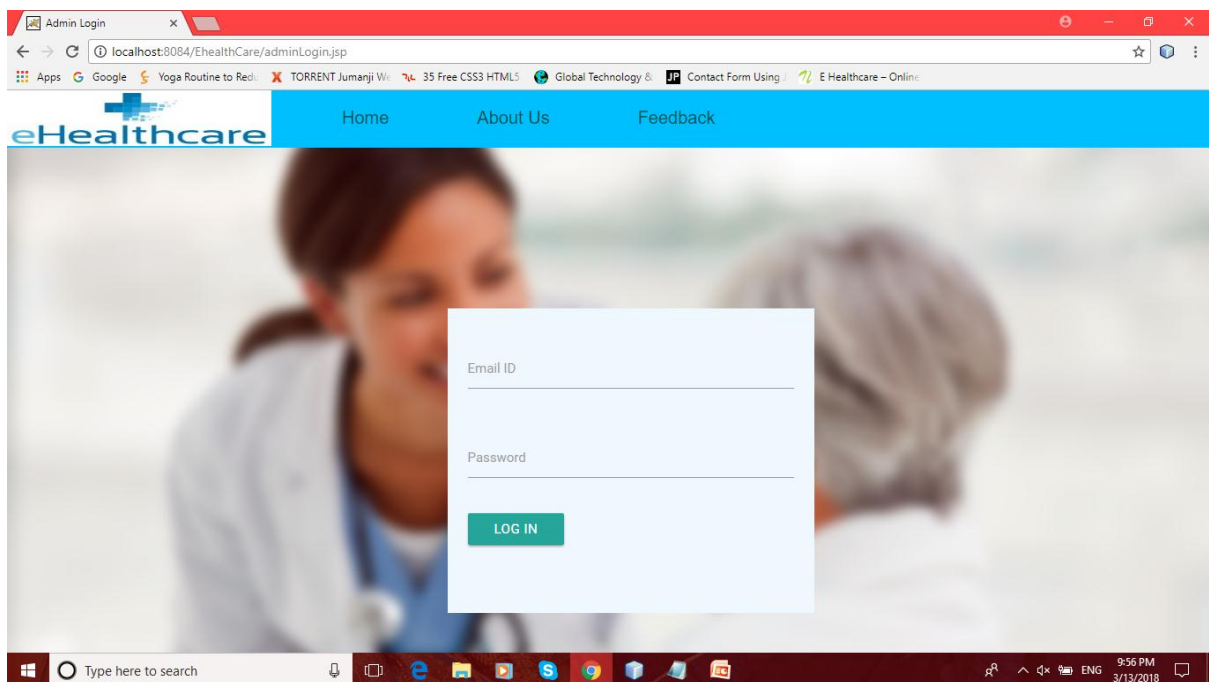 Admin Login
localhost:8084/EhealthCare/adminLogin.jsp
Apps Google Yoga Routine to Redu TORRENT Jumanji We 35 Free CSS3 HTML5 Global Technology & Contact Form Using J E Healthcare – Online
eHealthcare Home About Us Feedback
Email ID
Password
LOG IN
Type here to search ENG 9:56 PM
3/13/2018